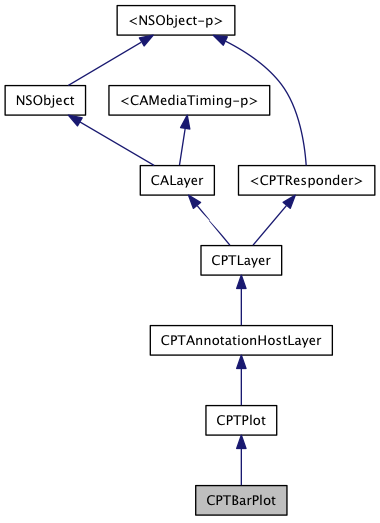 <NSObject-p>
NSObject
<CAMediaTiming-p>
CALayer
<CPTResponder>
CPTLayer
CPTAnnotationHostLayer
CPTPlot
CPTBarPlot